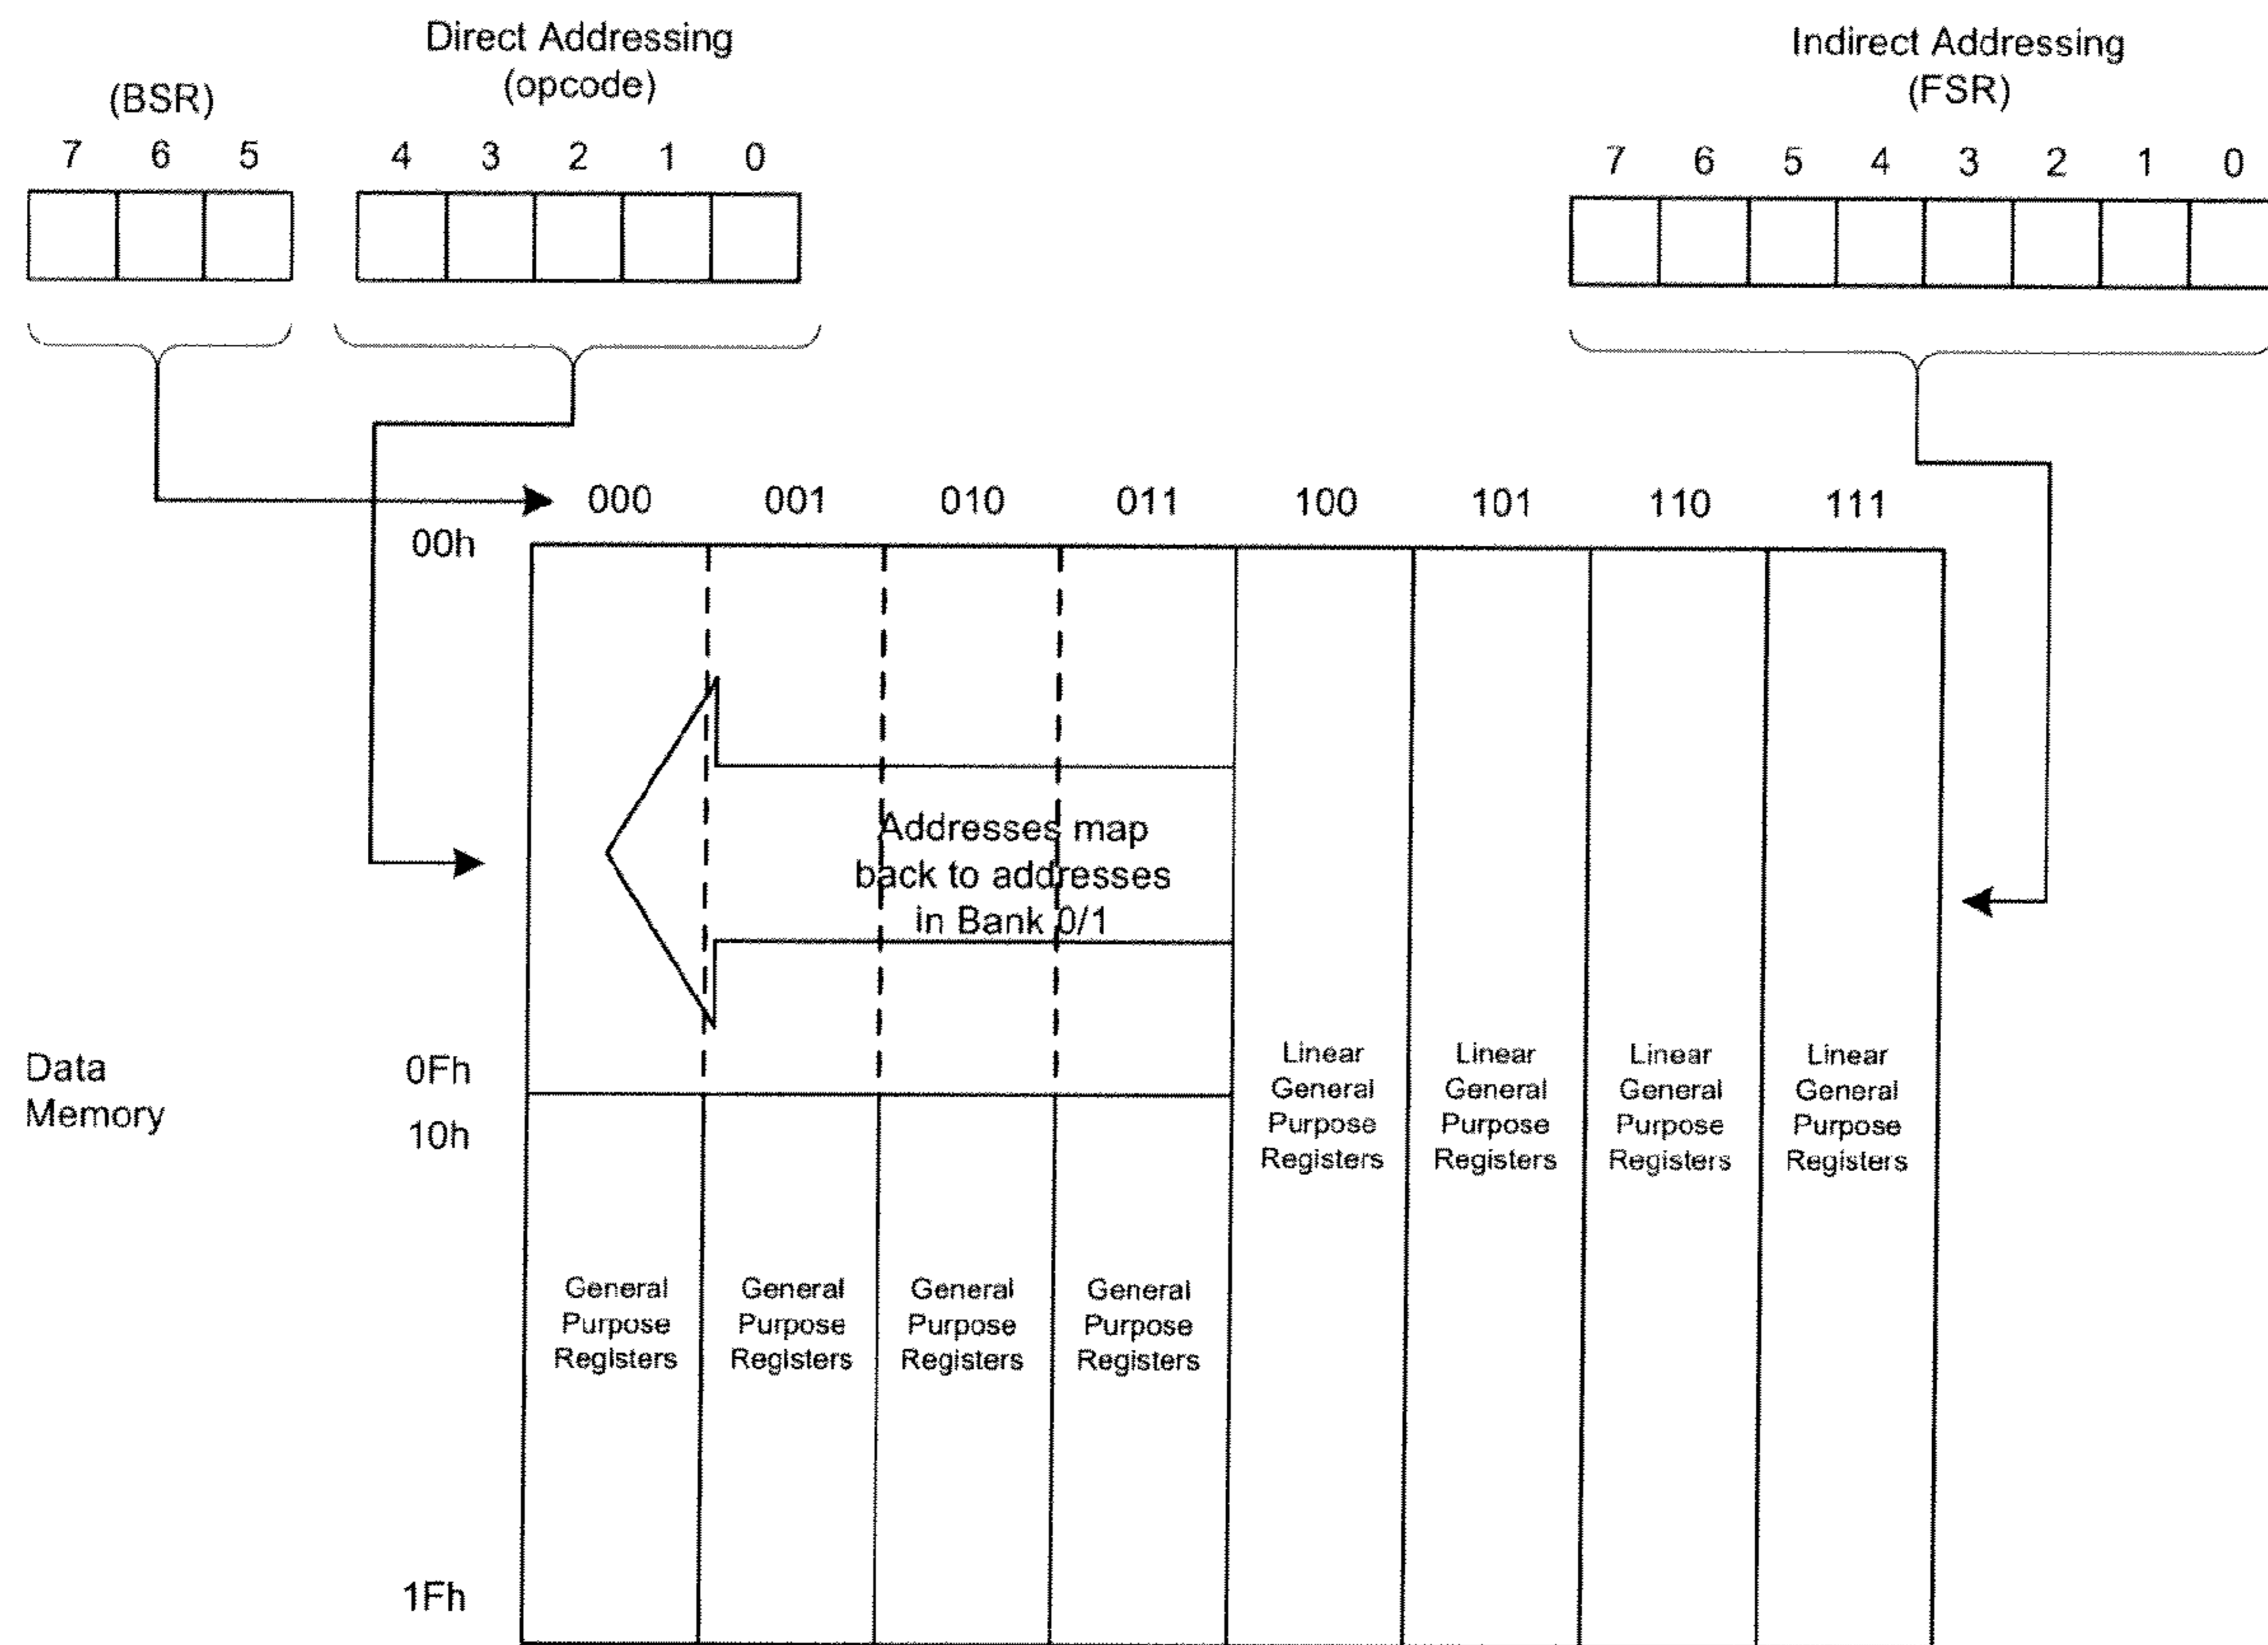 Direct Addressing
(opcode)
Indirect Addressing
(FSR)
(BSR)
7 6 5
4 3 2 1 0
7 6 5 4 3 2 1 0
000 001 010 011 100 101 110 111
00h
Addresses map
back to addresses
in Bank 0/1
Data
Memory
0Fh
10h
Linear
General
Purpose
Registers
Linear
General
Purpose
Registers
Linear
General
Purpose
Registers
Linear
General
Purpose
Registers
General
Purpose
Registers
General
Purpose
Registers
General
Purpose
Registers
General
Purpose
Registers
1Fh